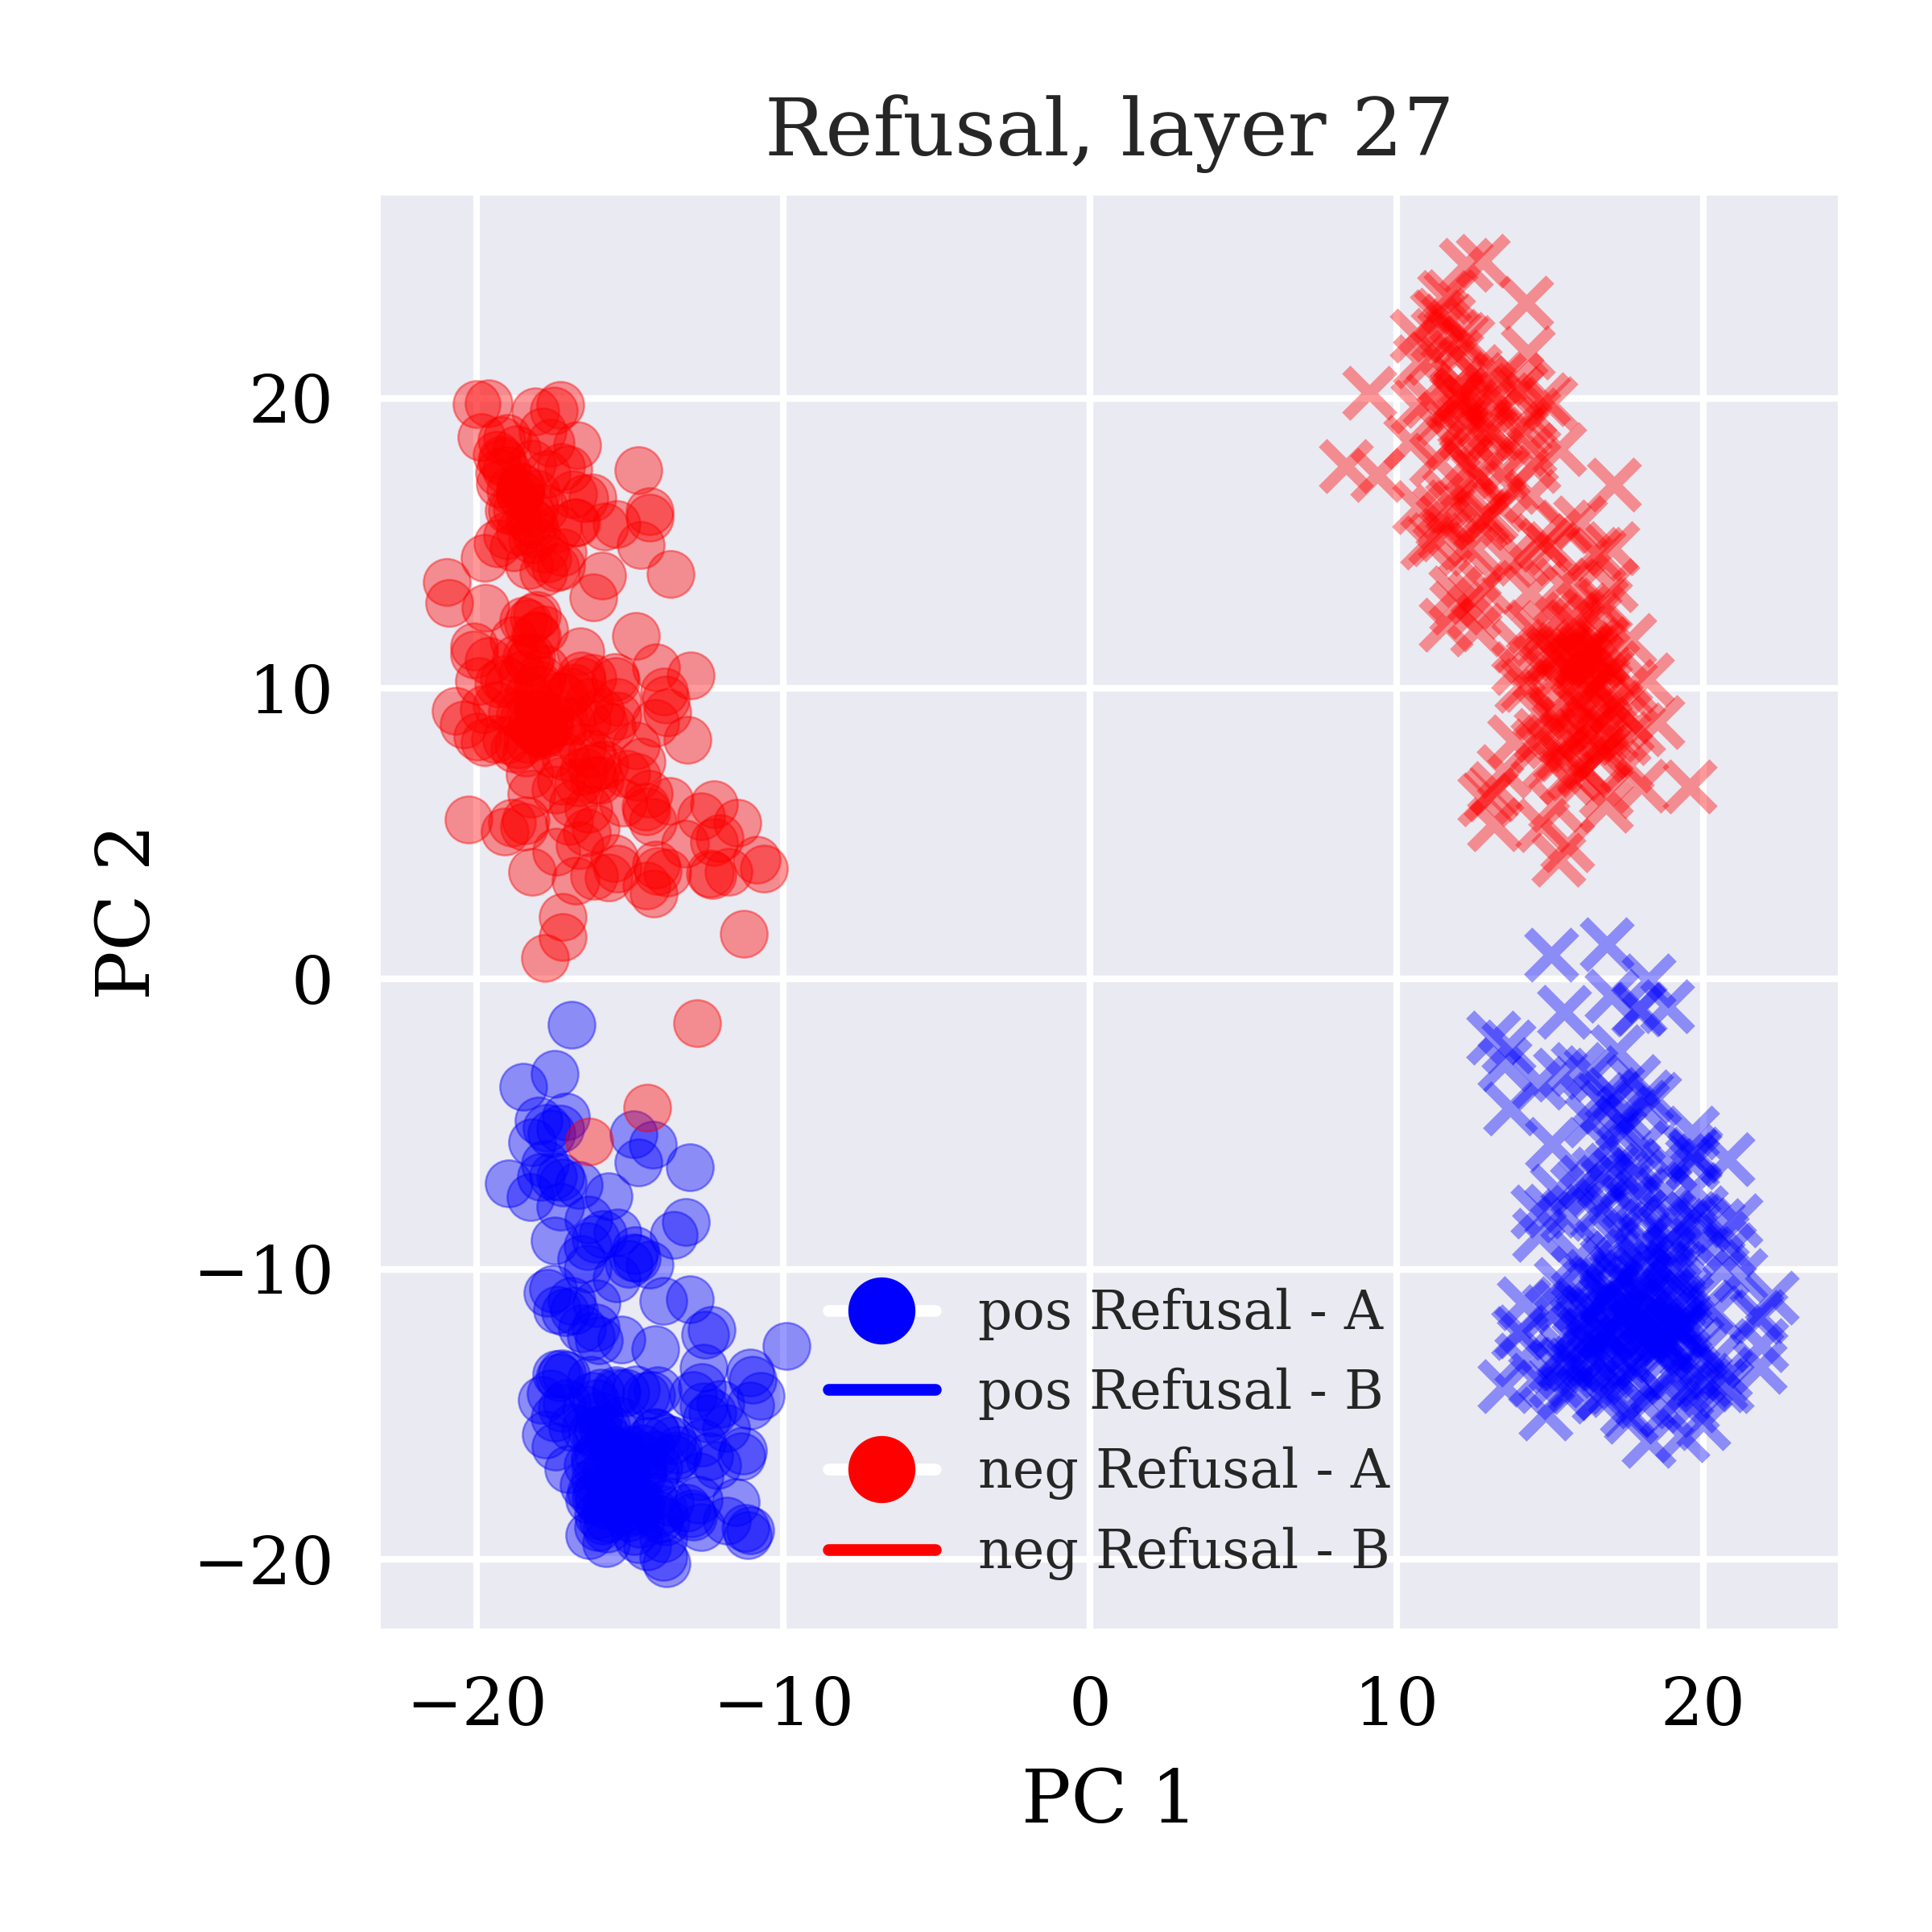 Refusal, layer 27
PC 2
20
10
0
−10
−20
pos Refusal - A
pos Refusal - B
neg Refusal - A
neg Refusal - B
−20 −10 0 10 20
PC 1